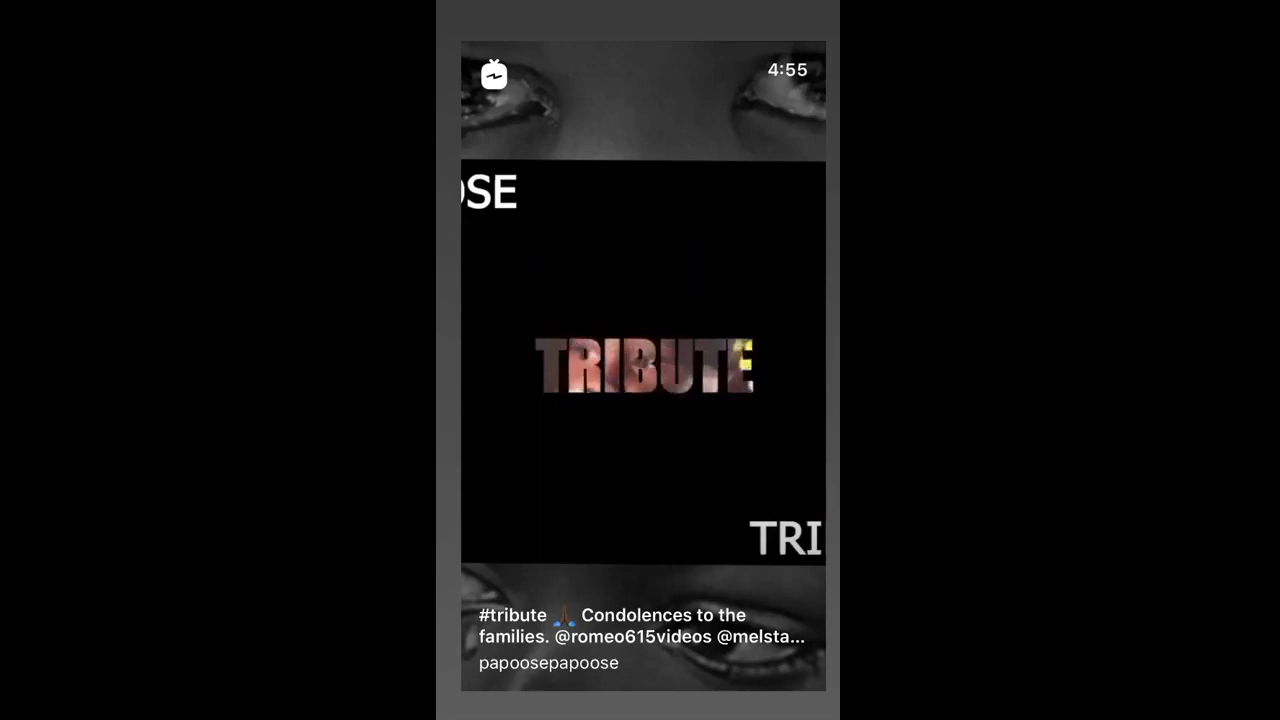 4:55
OSE
TRIBUTE
TRI
#tribute 🙏🏿 Condolences to the
families. @romeo615videos @melsta...
papoosepapoose